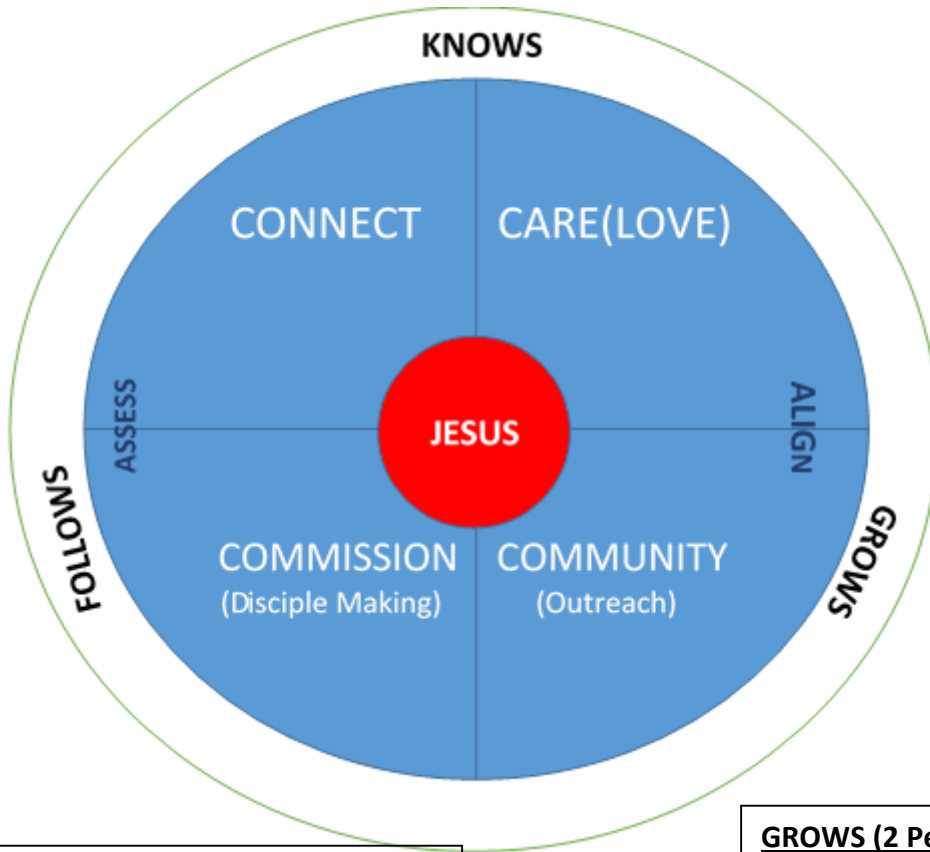 KNOWS
CONNECT
CARE(LOVE)
ASSESS
ALIGN
JESUS
FOLLOWS
GROWS
COMMISSION
(Disciple Making)
COMMUNITY
(Outreach)
GROWS (2 Pe